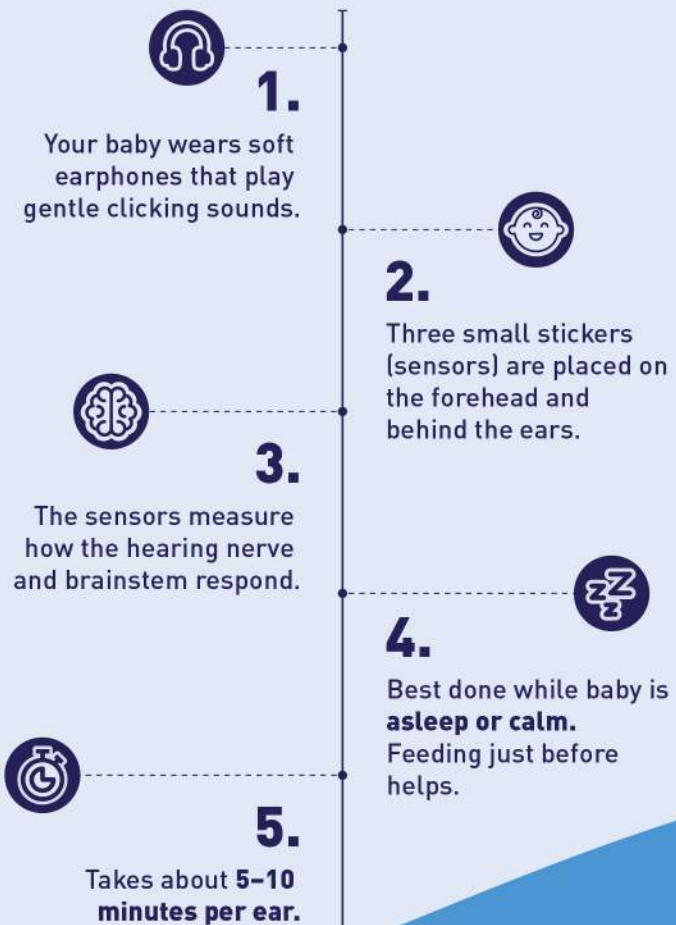 1.
Your baby wears soft
earphones that play
gentle clicking sounds.
2.
Three small stickers
(sensors) are placed on
the forehead and
behind the ears.
3.
The sensors measure
how the hearing nerve
and brainstem respond.
4.
Best done while baby is
asleep or calm.
Feeding just before
helps.
5.
Takes about 5–10
minutes per ear.